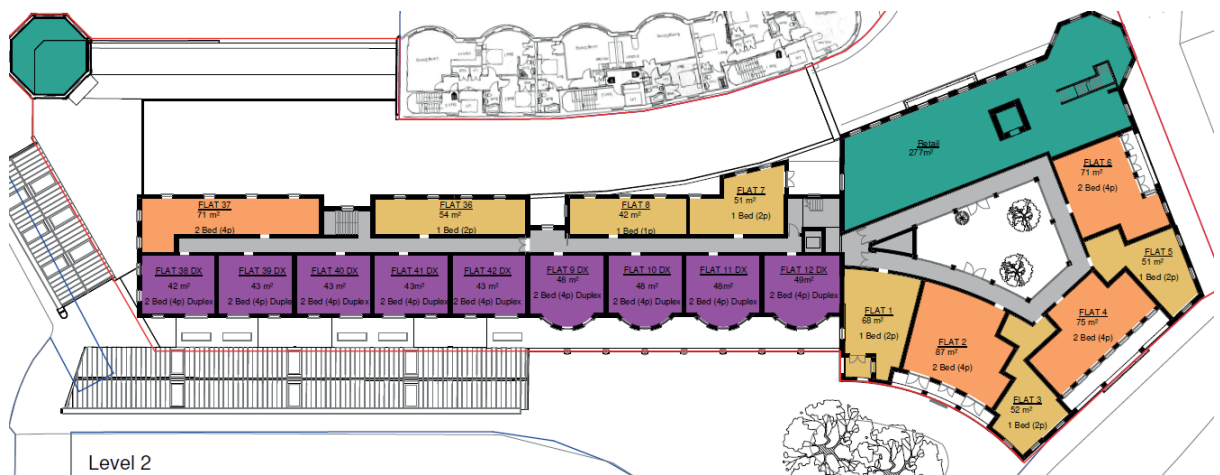 Retail
277m²
FLAT 6
71 m²
2 Bed (4p)
FLAT 7
51 m²
1 Bed (2p)
FLAT 37
71 m²
2 Bed (4p)
FLAT 36
54 m²
1 Bed (2p)
FLAT 8
42 m²
1 Bed (1p)
FLAT 5
51 m²
1 Bed (2p)
FLAT 38 DX
42 m²
2 Bed (4p) Duplex
FLAT 39 DX
43 m²
2 Bed (4p) Duplex
FLAT 40 DX
43 m²
2 Bed (4p) Duplex
FLAT 41 DX
43m²
2 Bed (4p) Duplex
FLAT 42 DX
43 m²
2 Bed (4p) Duplex
FLAT 9 DX
48 m²
2 Bed (4p) Duplex
FLAT 10 DX
48 m²
2 Bed (4p) Duplex
FLAT 11 DX
48m²
2 Bed (4p) Duplex
FLAT 12 DX
49m²
2 Bed (4p) Duplex
FLAT 1
68 m²
1 Bed (2p)
FLAT 2
87 m²
2 Bed (4p)
FLAT 4
75 m²
2 Bed (4p)
FLAT 3
52 m²
1 Bed (2p)
Level 2